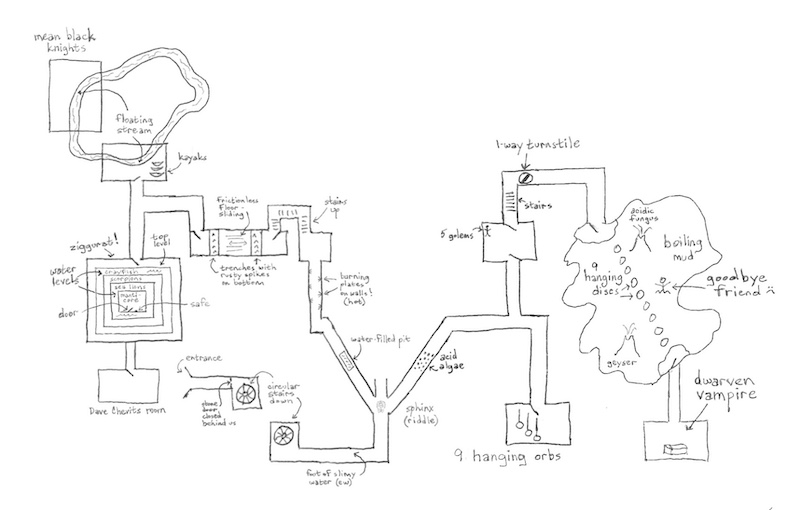 mean black
knights
floating
stream
kayaks
1-way turnstile
stairs
5 golems
frictionless
floor-
sliding!
stairs
up
ziggurat!
top
level
water
levels
crayfish
scorpions
sea lions
manti-
core
door
safe
trenches with
rusty spikes
on bottom
burning
plates
on walls!
(hot)
acidic
fungus
boiling
mud
9
hanging
discs
goodbye
friend
geyser
water-filled pit
acid
algae
entrance
circular
stairs
down
stone
door,
closed
behind us
sphinx
(riddle)
dwarven
vampire
room
foot of slimy
water (ew)
9 hanging orbs